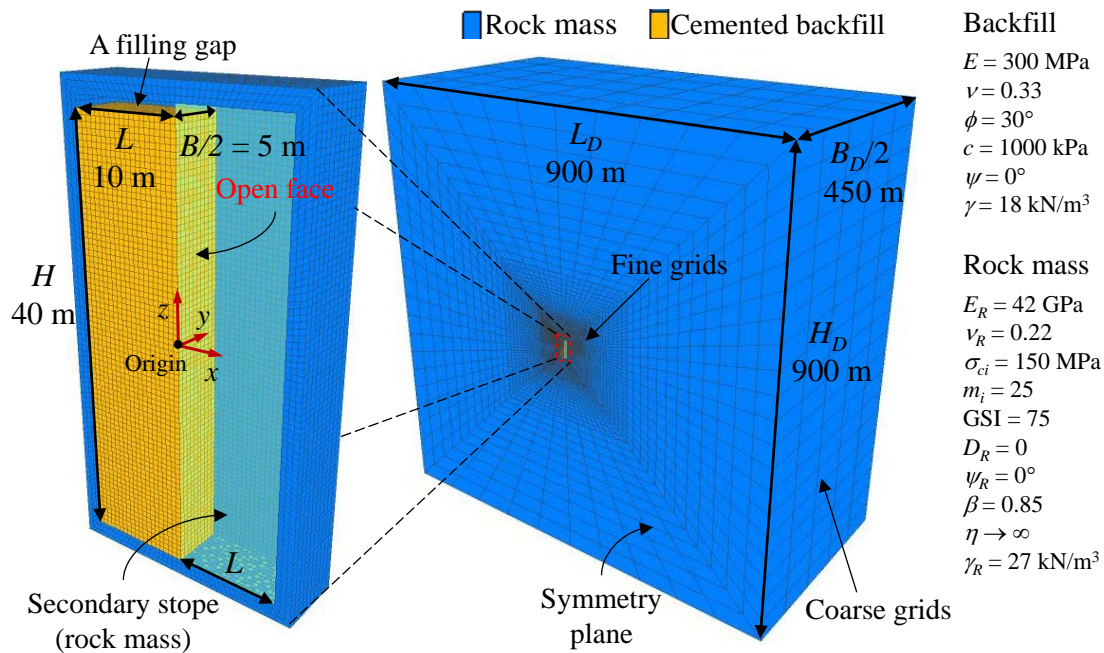 Rock mass
Cemented backfill
A filling gap
L
10 m
B/2 = 5 m
Open face
H
40 m
z
y
x
Origin
L
Secondary stope
(rock mass)
L_D
900 m
B_D/2
450 m
Fine grids
H_D
900 m
Symmetry
plane
Coarse grids
Backfill
E = 300 MPa
ν = 0.33
ϕ = 30°
c = 1000 kPa
ψ = 0°
γ = 18 kN/m³
Rock mass
E_R = 42 GPa
ν_R = 0.22
σ_ci = 150 MPa
m_i = 25
GSI = 75
D_R = 0
ψ_R = 0°
β = 0.85
η → ∞
γ_R = 27 kN/m³